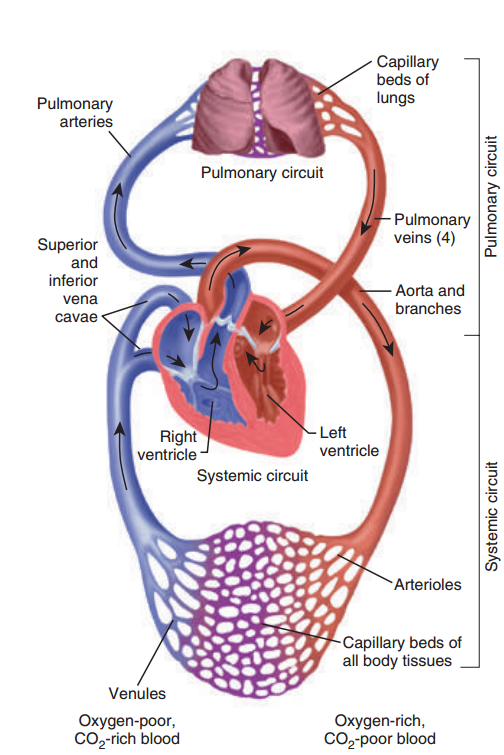 Capillary
beds of
lungs
Pulmonary
arteries
Pulmonary circuit
Pulmonary circuit
Pulmonary
veins (4)
Superior
and
inferior
vena
cavae
Aorta and
branches
Right
ventricle
Left
ventricle
Systemic circuit
Systemic circuit
Arterioles
Capillary beds of
all body tissues
Venules
Oxygen-poor,
CO₂-rich blood
Oxygen-rich,
CO₂-poor blood